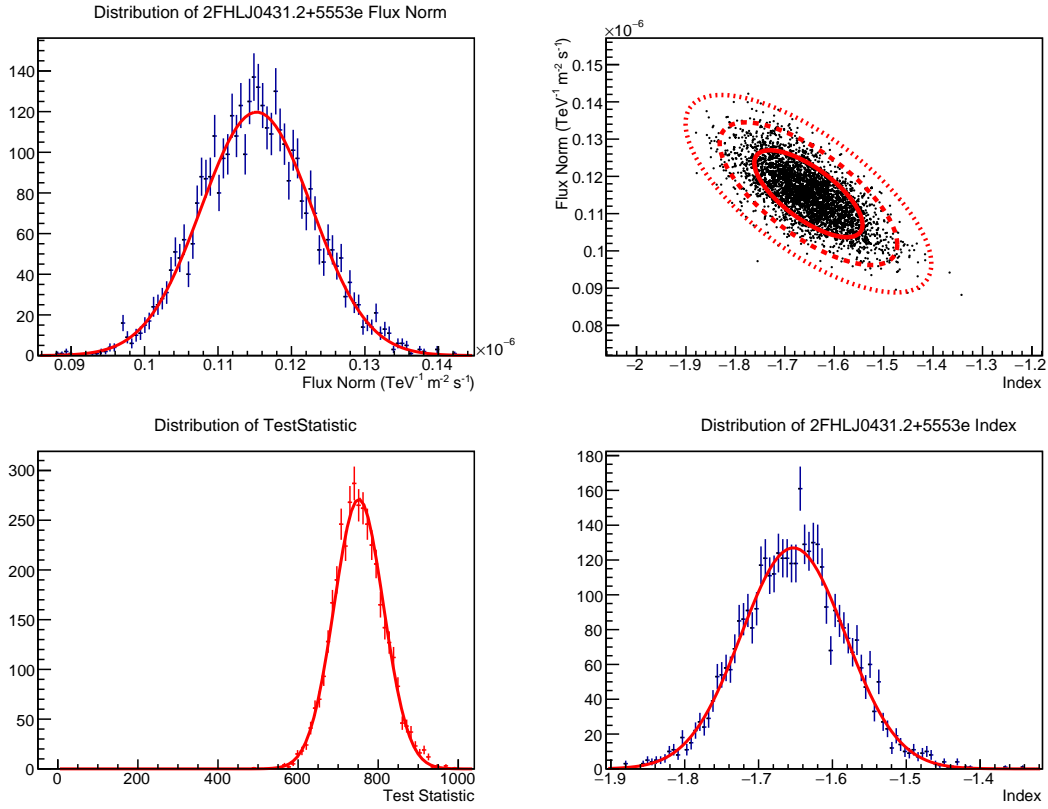 Distribution of 2FHLJ0431.2+5553e Flux Norm
140
120
100
80
60
40
20
0
0.09 0.1 0.11 0.12 0.13 0.14
×10⁻⁶
Flux Norm (TeV⁻¹ m⁻² s⁻¹)
×10⁻⁶
Flux Norm (TeV⁻¹ m⁻² s⁻¹)
0.15
0.14
0.13
0.12
0.11
0.1
0.09
0.08
−2 −1.9 −1.8 −1.7 −1.6 −1.5 −1.4 −1.3 −1.2
Index
Distribution of TestStatistic
300
250
200
150
100
50
0
0 200 400 600 800 1000
Test Statistic
Distribution of 2FHLJ0431.2+5553e Index
180
160
140
120
100
80
60
40
20
0
−1.9 −1.8 −1.7 −1.6 −1.5 −1.4
Index